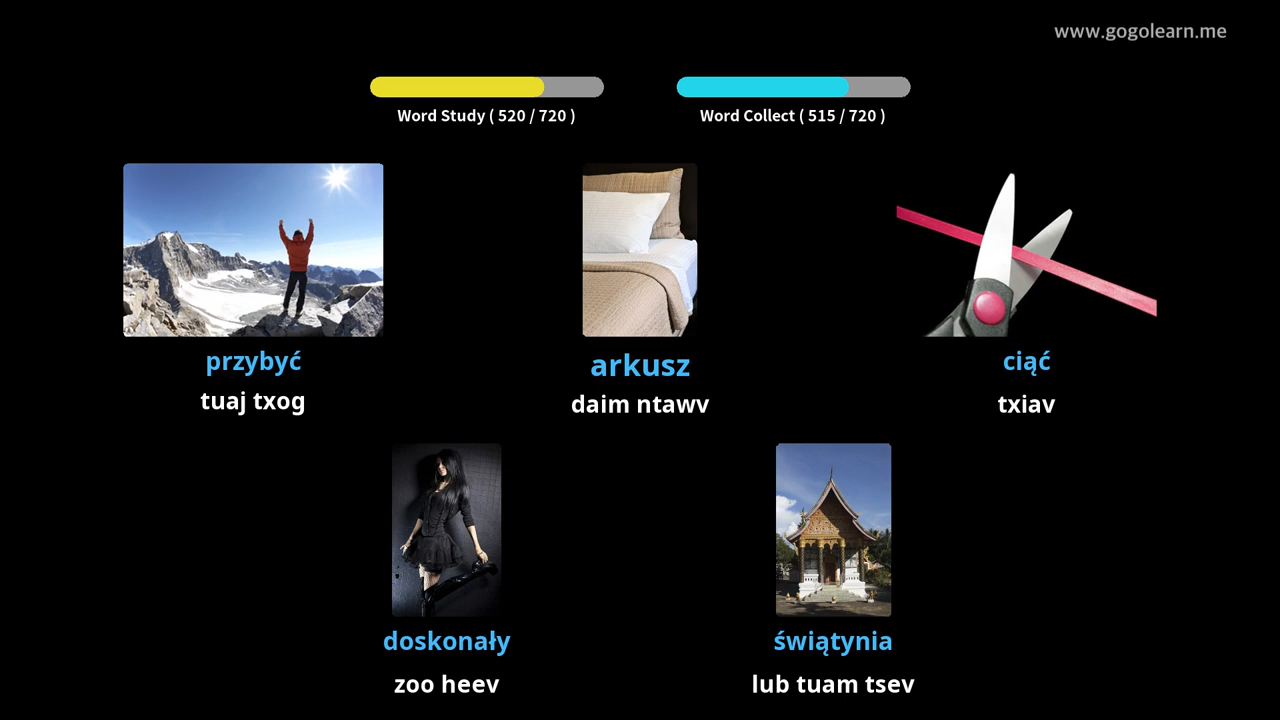 www.gogolearn.me
Word Study ( 520 / 720 )
Word Collect ( 515 / 720 )
przybyć
tuaj txog
arkusz
daim ntawv
ciąć
txiav
doskonały
zoo heev
świątynia
lub tuam tsev